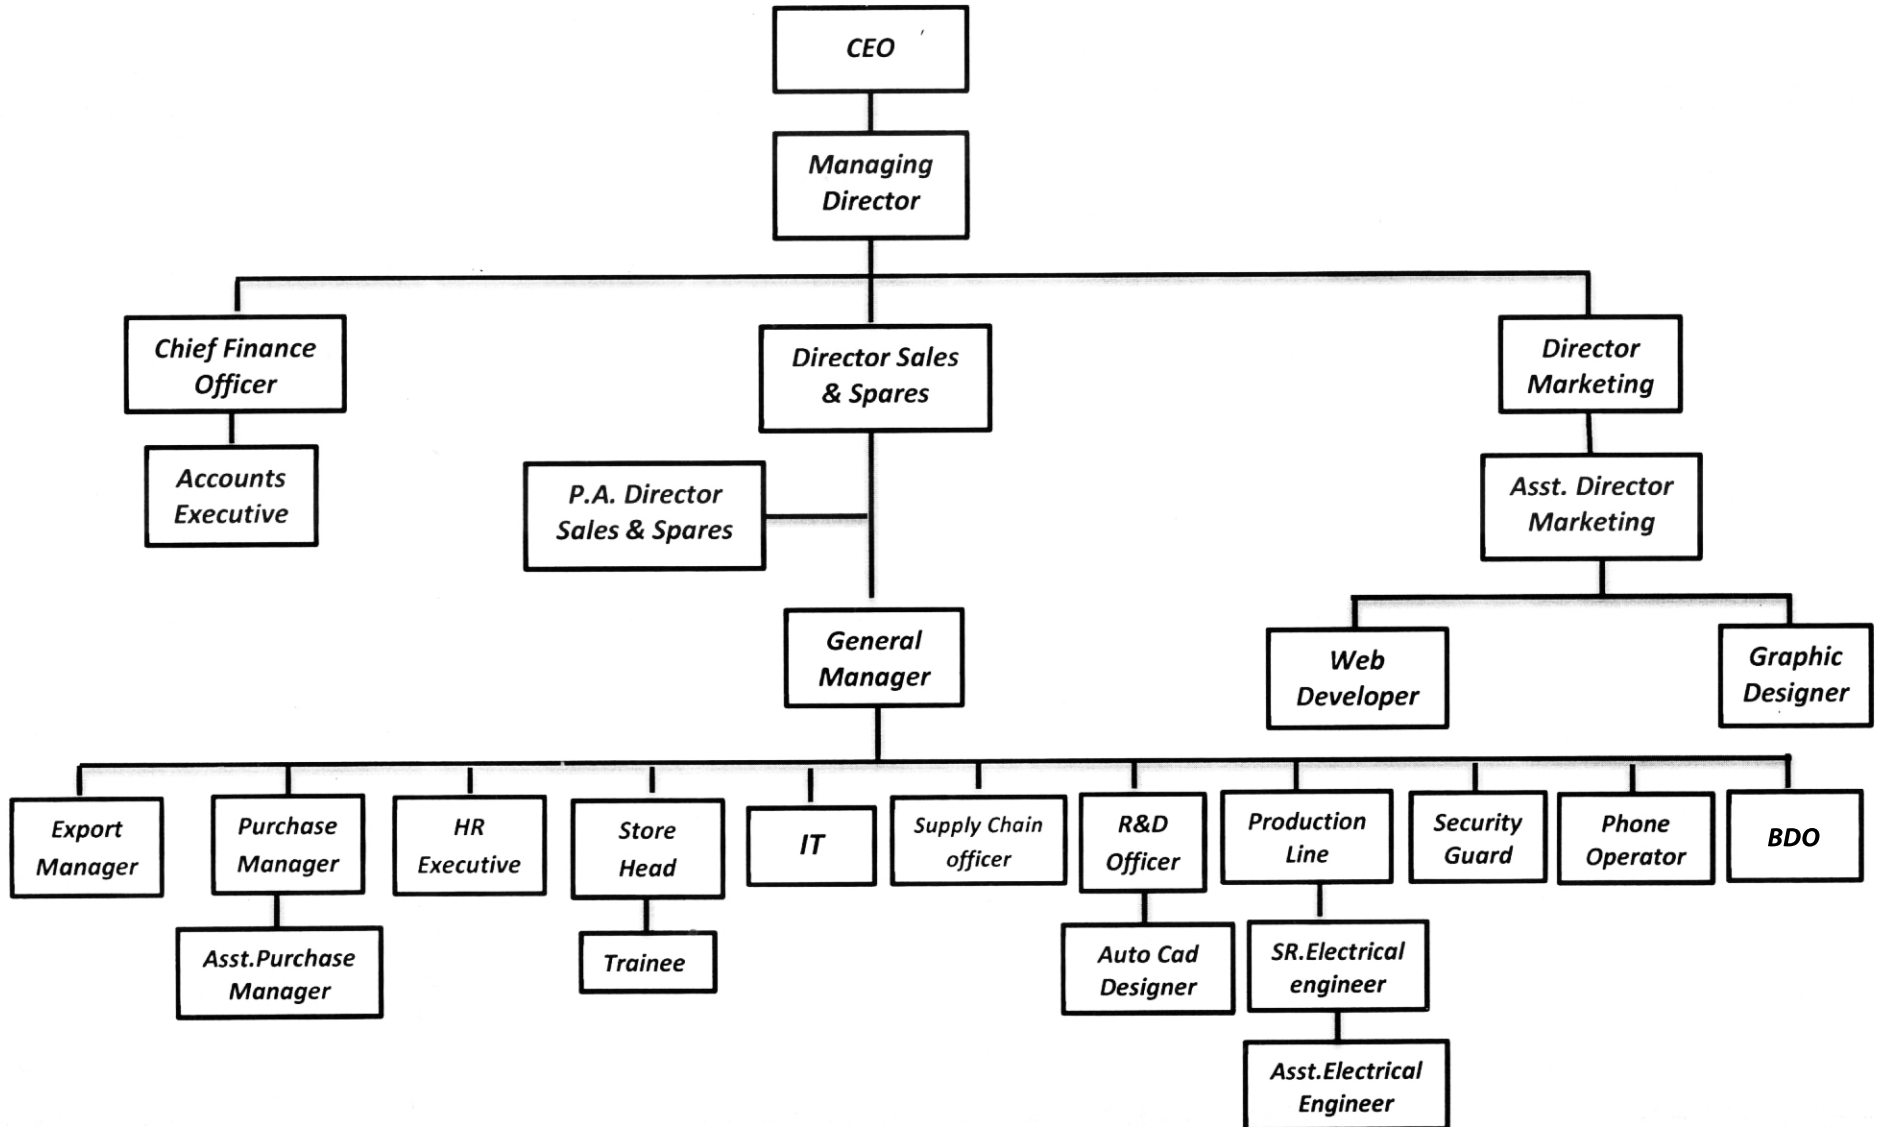 CEO
Managing
Director
Chief Finance
Officer
Director Sales
& Spares
Director
Marketing
Accounts
Executive
P.A. Director
Sales & Spares
Asst. Director
Marketing
General
Manager
Web
Developer
Graphic
Designer
Export
Manager
Purchase
Manager
HR
Executive
Store
Head
IT
Supply Chain
officer
R&D
Officer
Production
Line
Security
Guard
Phone
Operator
BDO
Asst.Purchase
Manager
Trainee
Auto Cad
Designer
SR.Electrical
engineer
Asst.Electrical
Engineer